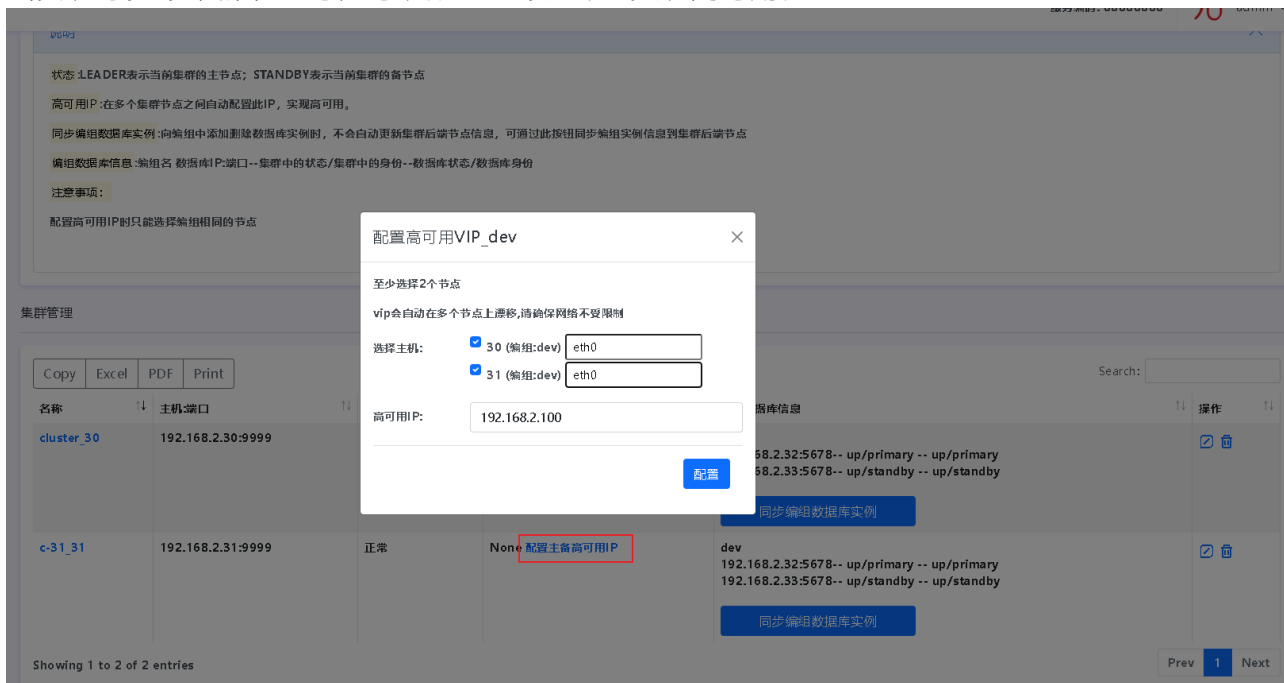 admin
说明
状态:LEADER表示当前集群的主节点；STANDBY表示当前集群的备节点
高可用IP:在多个集群节点之间自动配置此IP，实现高可用。
同步编组数据库实例:向编组中添加删除数据库实例时，不会自动更新集群后端节点信息，可通过此按钮同步编组实例信息到集群后端节点
编组数据库信息:编组名 数据库IP:端口--集群中的状态/集群中的身份--数据库状态/数据库身份
注意事项：
配置高可用IP时只能选择编组相同的节点
配置高可用VIP_dev
至少选择2个节点
vip会自动在多个节点上漂移,请确保网络不受限制
选择主机: 30 (编组:dev) eth0
31 (编组:dev) eth0
高可用IP: 192.168.2.100
配置
集群管理
Copy Excel PDF Print Search:
名称 主机:端口 据库信息 操作
cluster_30 192.168.2.30:9999
58.2.32:5678-- up/primary -- up/primary
58.2.33:5678-- up/standby -- up/standby
同步编组数据库实例
c-31_31 192.168.2.31:9999 正常 None 配置主备高可用IP dev
192.168.2.32:5678-- up/primary -- up/primary
192.168.2.33:5678-- up/standby -- up/standby
同步编组数据库实例
Showing 1 to 2 of 2 entries Prev 1 Next